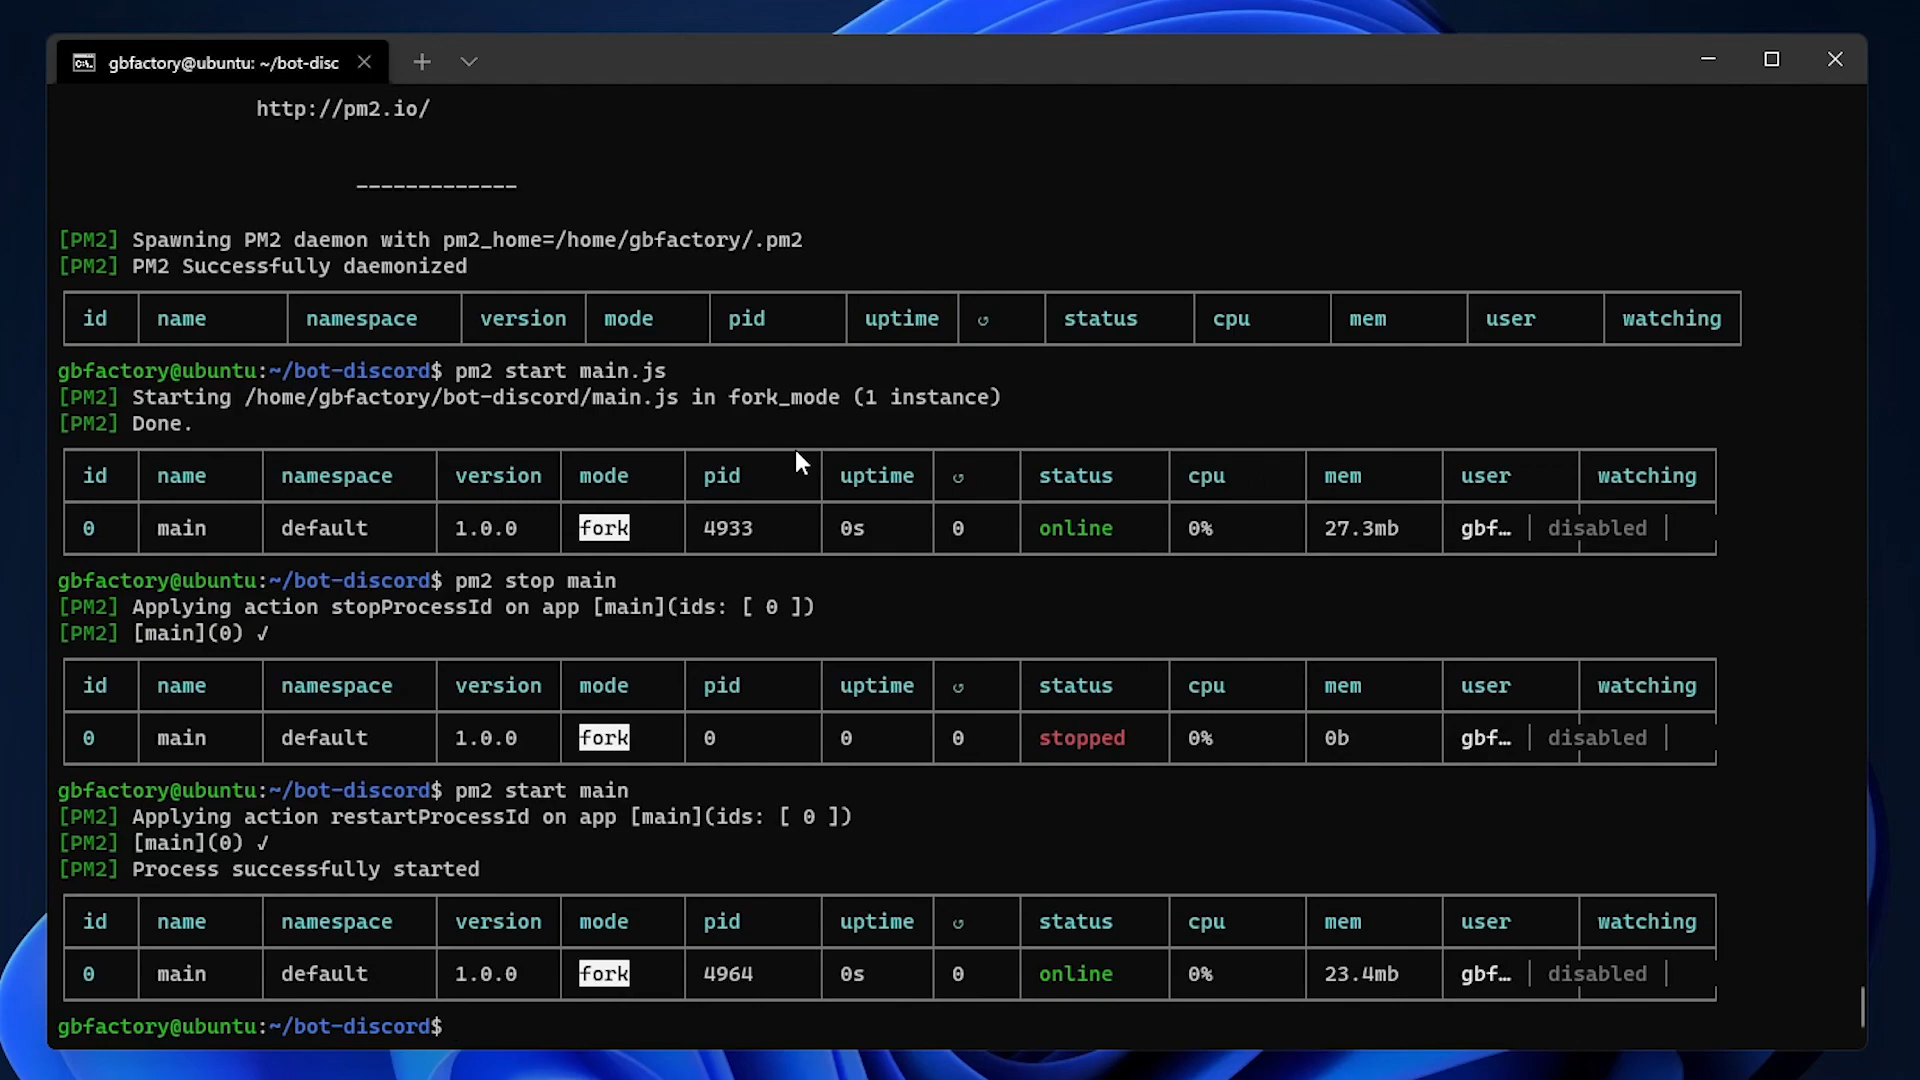 gbfactory@ubuntu: ~/bot-disc
http://pm2.io/
-------------
[PM2] Spawning PM2 daemon with pm2_home=/home/gbfactory/.pm2
[PM2] PM2 Successfully daemonized
id name namespace version mode pid uptime ↺ status cpu mem user watching
gbfactory@ubuntu:~/bot-discord$ pm2 start main.js
[PM2] Starting /home/gbfactory/bot-discord/main.js in fork_mode (1 instance)
[PM2] Done.
id name namespace version mode pid uptime ↺ status cpu mem user watching
0 main default 1.0.0 fork 4933 0s 0 online 0% 27.3mb gbf… disabled
gbfactory@ubuntu:~/bot-discord$ pm2 stop main
[PM2] Applying action stopProcessId on app [main](ids: [ 0 ])
[PM2] [main](0) ✓
id name namespace version mode pid uptime ↺ status cpu mem user watching
0 main default 1.0.0 fork 0 0 0 stopped 0% 0b gbf… disabled
gbfactory@ubuntu:~/bot-discord$ pm2 start main
[PM2] Applying action restartProcessId on app [main](ids: [ 0 ])
[PM2] [main](0) ✓
[PM2] Process successfully started
id name namespace version mode pid uptime ↺ status cpu mem user watching
0 main default 1.0.0 fork 4964 0s 0 online 0% 23.4mb gbf… disabled
gbfactory@ubuntu:~/bot-discord$